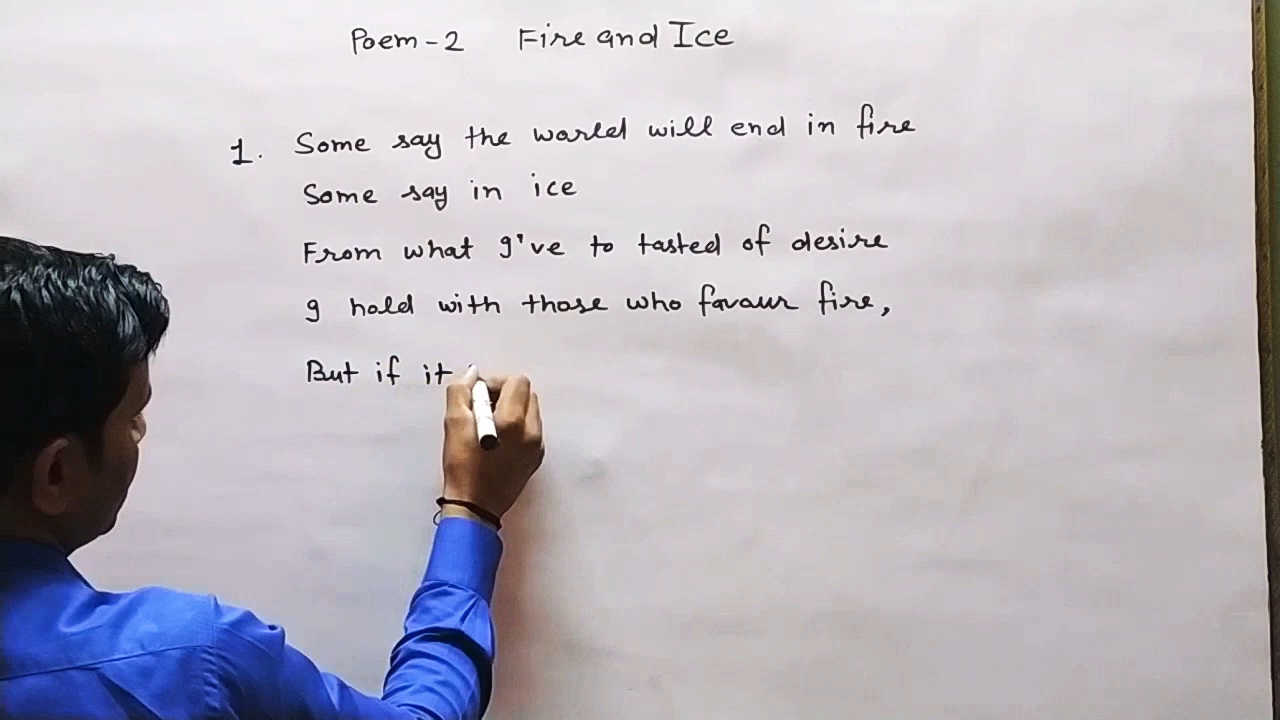 Poem-2 Fire and Ice
1. Some say the world will end in fire
Some say in ice
From what I've to tasted of desire
I hold with those who favour fire,
But if it